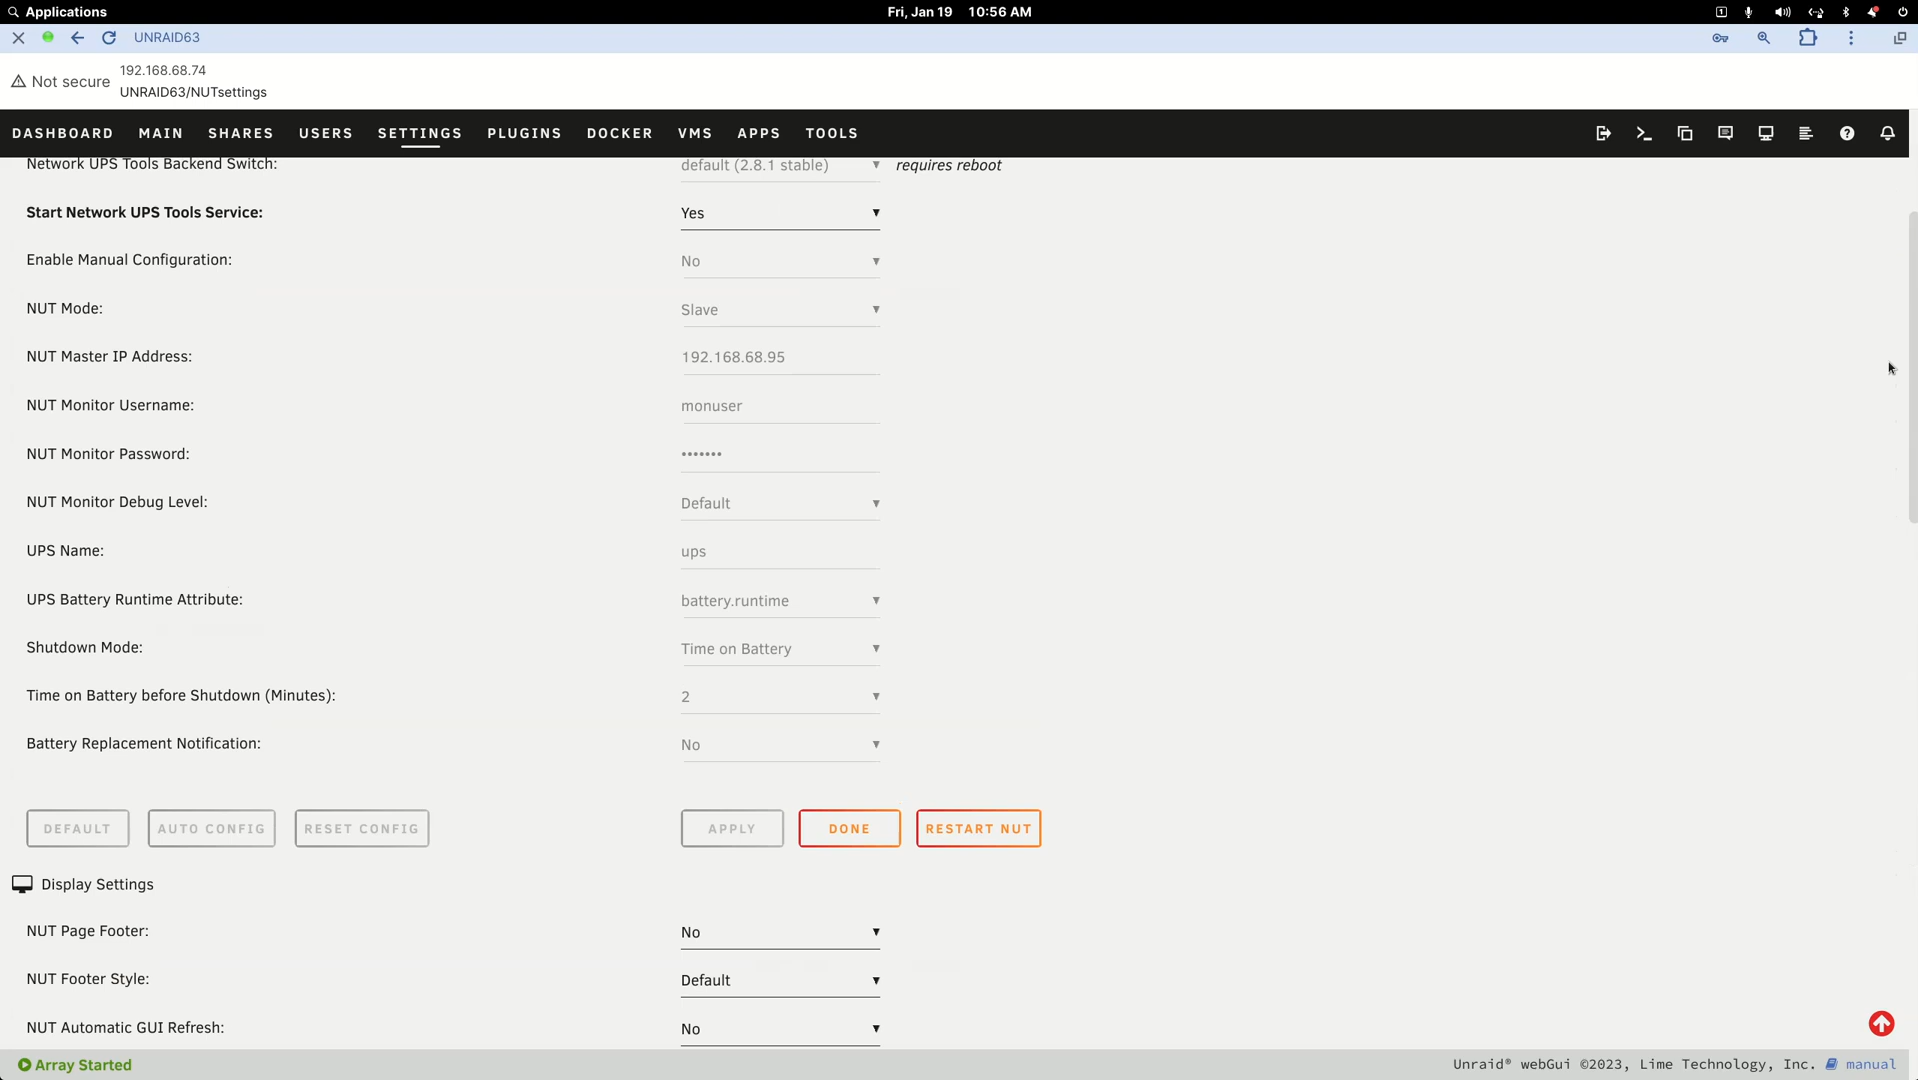 Applications
Fri, Jan 19 10:56 AM
UNRAID63
Not secure
192.168.68.74
UNRAID63/NUTsettings
DASHBOARD MAIN SHARES USERS SETTINGS PLUGINS DOCKER VMS APPS TOOLS
Network UPS Tools Backend Switch: default (2.8.1 stable) requires reboot
Start Network UPS Tools Service: Yes
Enable Manual Configuration: No
NUT Mode: Slave
NUT Master IP Address: 192.168.68.95
NUT Monitor Username: monuser
NUT Monitor Password: •••••••
NUT Monitor Debug Level: Default
UPS Name: ups
UPS Battery Runtime Attribute: battery.runtime
Shutdown Mode: Time on Battery
Time on Battery before Shutdown (Minutes): 2
Battery Replacement Notification: No
DEFAULT AUTO CONFIG RESET CONFIG APPLY DONE RESTART NUT
Display Settings
NUT Page Footer: No
NUT Footer Style: Default
NUT Automatic GUI Refresh: No
Array Started
Unraid® webGui ©2023, Lime Technology, Inc. manual